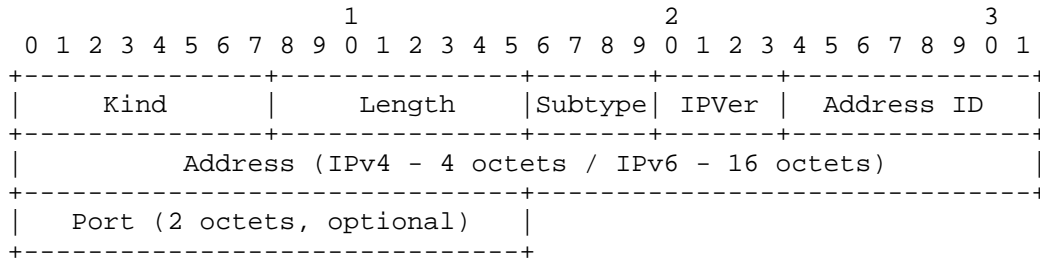 1                   2                   3
 0 1 2 3 4 5 6 7 8 9 0 1 2 3 4 5 6 7 8 9 0 1 2 3 4 5 6 7 8 9 0 1
+---------------+---------------+-------+-------+---------------+
|     Kind      |     Length    |Subtype| IPVer |  Address ID   |
+---------------+---------------+-------+-------+---------------+
|          Address (IPv4 - 4 octets / IPv6 - 16 octets)         |
+-------------------------------+-------------------------------+
|   Port (2 octets, optional)   |
+-------------------------------+